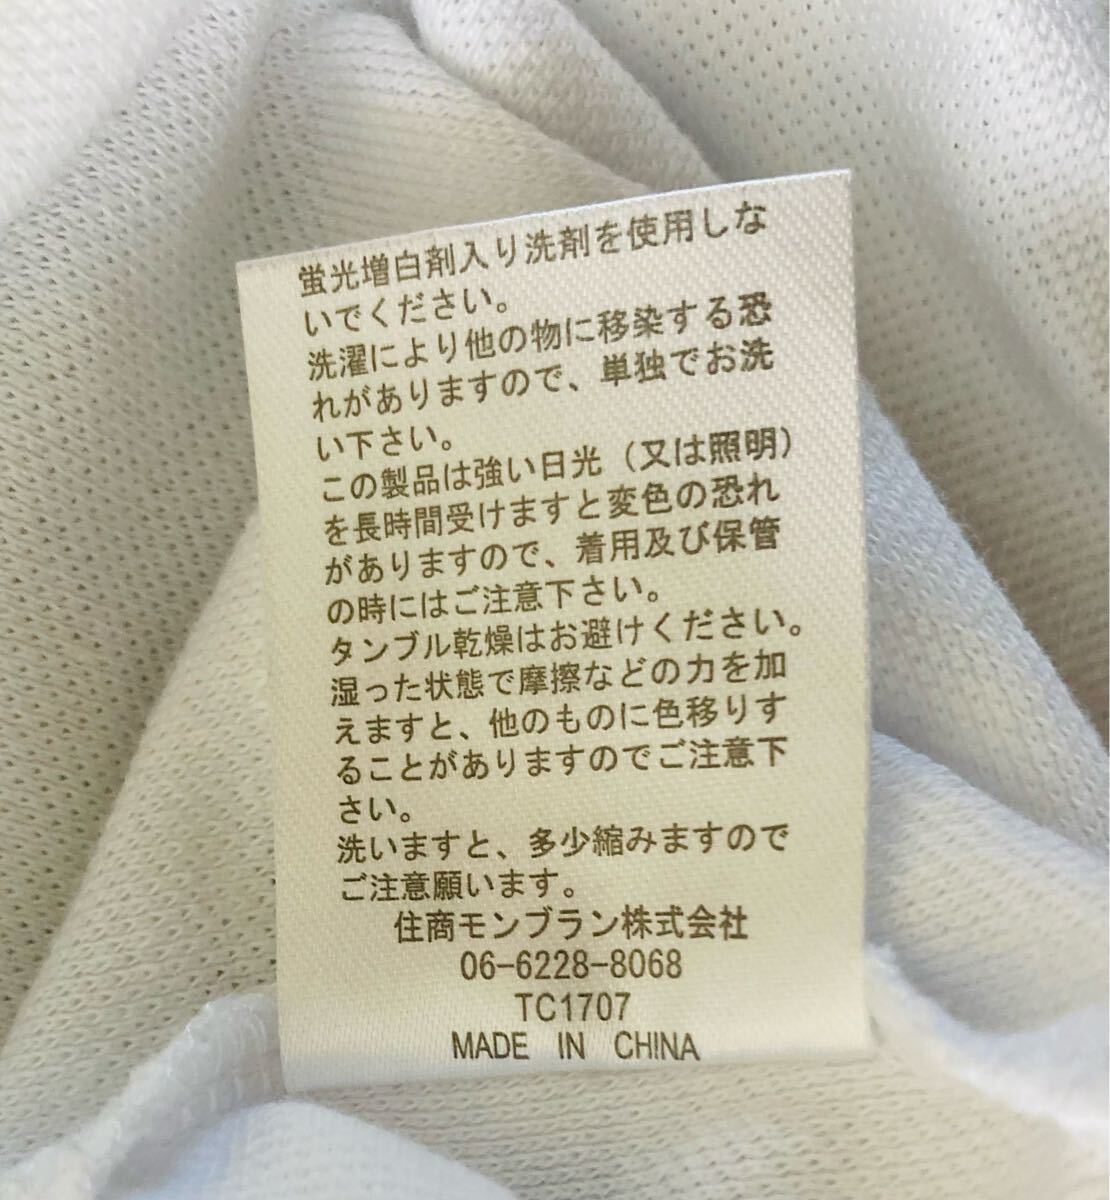 蛍光増白剤入り洗剤を使用しな
いでください。
洗濯により他の物に移染する恐
れがありますので、単独でお洗
い下さい。
この製品は強い日光（又は照明）
を長時間受けますと変色の恐れ
がありますので、着用及び保管
の時にはご注意下さい。
タンブル乾燥はお避けください。
湿った状態で摩擦などの力を加
えますと、他のものに色移りす
ることがありますのでご注意下
さい。
洗いますと、多少縮みますので
ご注意願います。
住商モンブラン株式会社
06-6228-8068
TC1707
MADE IN CHINA